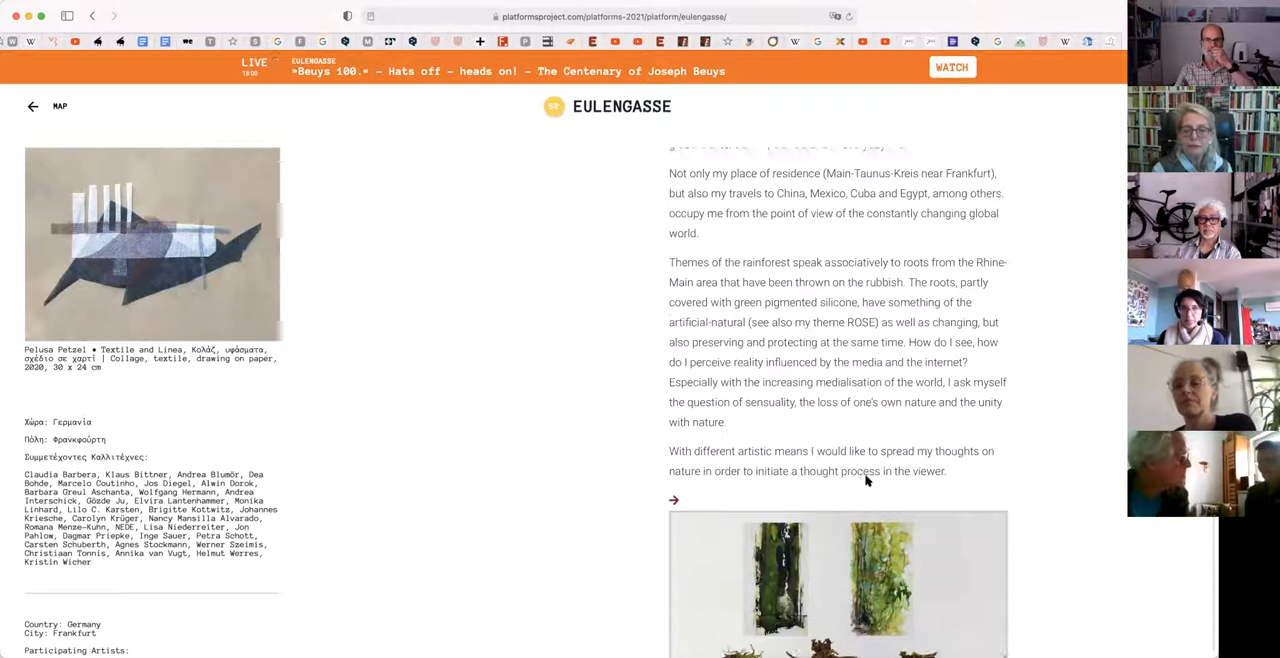 platformsproject.com/platforms-2021/platform/eulengasse/
LIVE
18:00
EULENGASSE
»Beuys 100.« – Hats off – heads on! – The Centenary of Joseph Beuys
WATCH
MAP
EULENGASSE
Pelusa Petzel • Textile and Linea, Κολάζ, υφάσματα,
σχέδιο σε χαρτί | Collage, textile, drawing on paper,
2020, 30 x 24 cm
Χώρα: Γερμανία
Πόλη: Φρανκφούρτη
Συμμετέχοντες Καλλιτέχνες:
Claudia Barbera, Klaus Bittner, Andrea Blumör, Dea
Bohde, Marcelo Coutinho, Jos Diegel, Alwin Dorok,
Barbara Greul Aschanta, Wolfgang Hermann, Andrea
Interschick, Gözde Ju, Elvira Lantenhammer, Monika
Linhard, Lilo C. Karsten, Brigitte Kottwitz, Johannes
Kriesche, Carolyn Krüger, Nancy Mansilla Alvarado,
Romana Menze-Kuhn, NEDE, Lisa Niederreiter, Jon
Pahlow, Dagmar Priepke, Inge Sauer, Petra Schott,
Carsten Schuberth, Agnes Stockmann, Werner Szeimis,
Christiaan Tonnis, Annika van Vugt, Helmut Werres,
Kristin Wicher
Country: Germany
City: Frankfurt
Participating Artists:
Not only my place of residence (Main-Taunus-Kreis near Frankfurt),
but also my travels to China, Mexico, Cuba and Egypt, among others.
occupy me from the point of view of the constantly changing global
world.
Themes of the rainforest speak associatively to roots from the Rhine-
Main area that have been thrown on the rubbish. The roots, partly
covered with green pigmented silicone, have something of the
artificial-natural (see also my theme ROSE) as well as changing, but
also preserving and protecting at the same time. How do I see, how
do I perceive reality influenced by the media and the internet?
Especially with the increasing medialisation of the world, I ask myself
the question of sensuality, the loss of one's own nature and the unity
with nature.
With different artistic means I would like to spread my thoughts on
nature in order to initiate a thought process in the viewer.